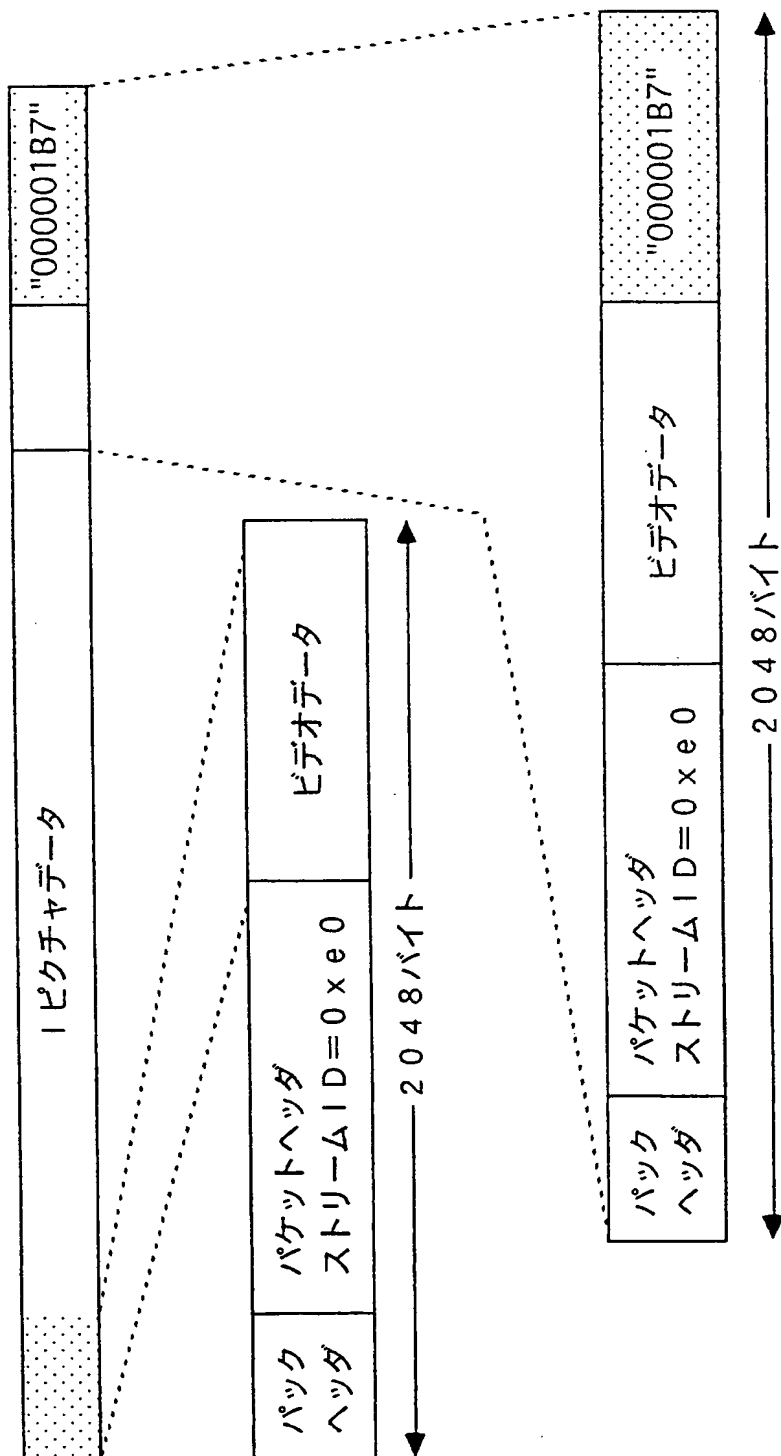 1ピクチャデータ
"000001B7"
パック
ヘッダ
パケットヘッダ
ストリームID=0xe0
ビデオデータ
2048バイト
パック
ヘッダ
パケットヘッダ
ストリームID=0xe0
ビデオデータ
"000001B7"
2048バイト